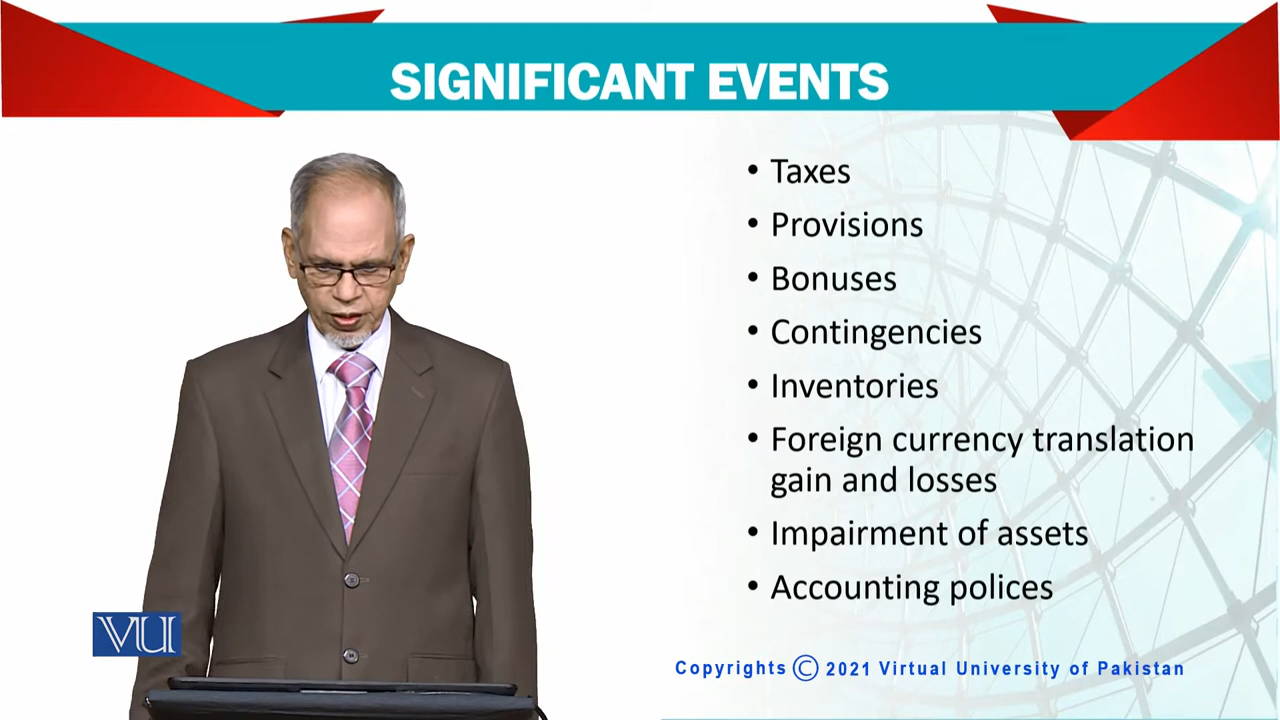 SIGNIFICANT EVENTS
• Taxes
• Provisions
• Bonuses
• Contingencies
• Inventories
• Foreign currency translation
gain and losses
• Impairment of assets
• Accounting polices
VU
Copyrights © 2021 Virtual University of Pakistan